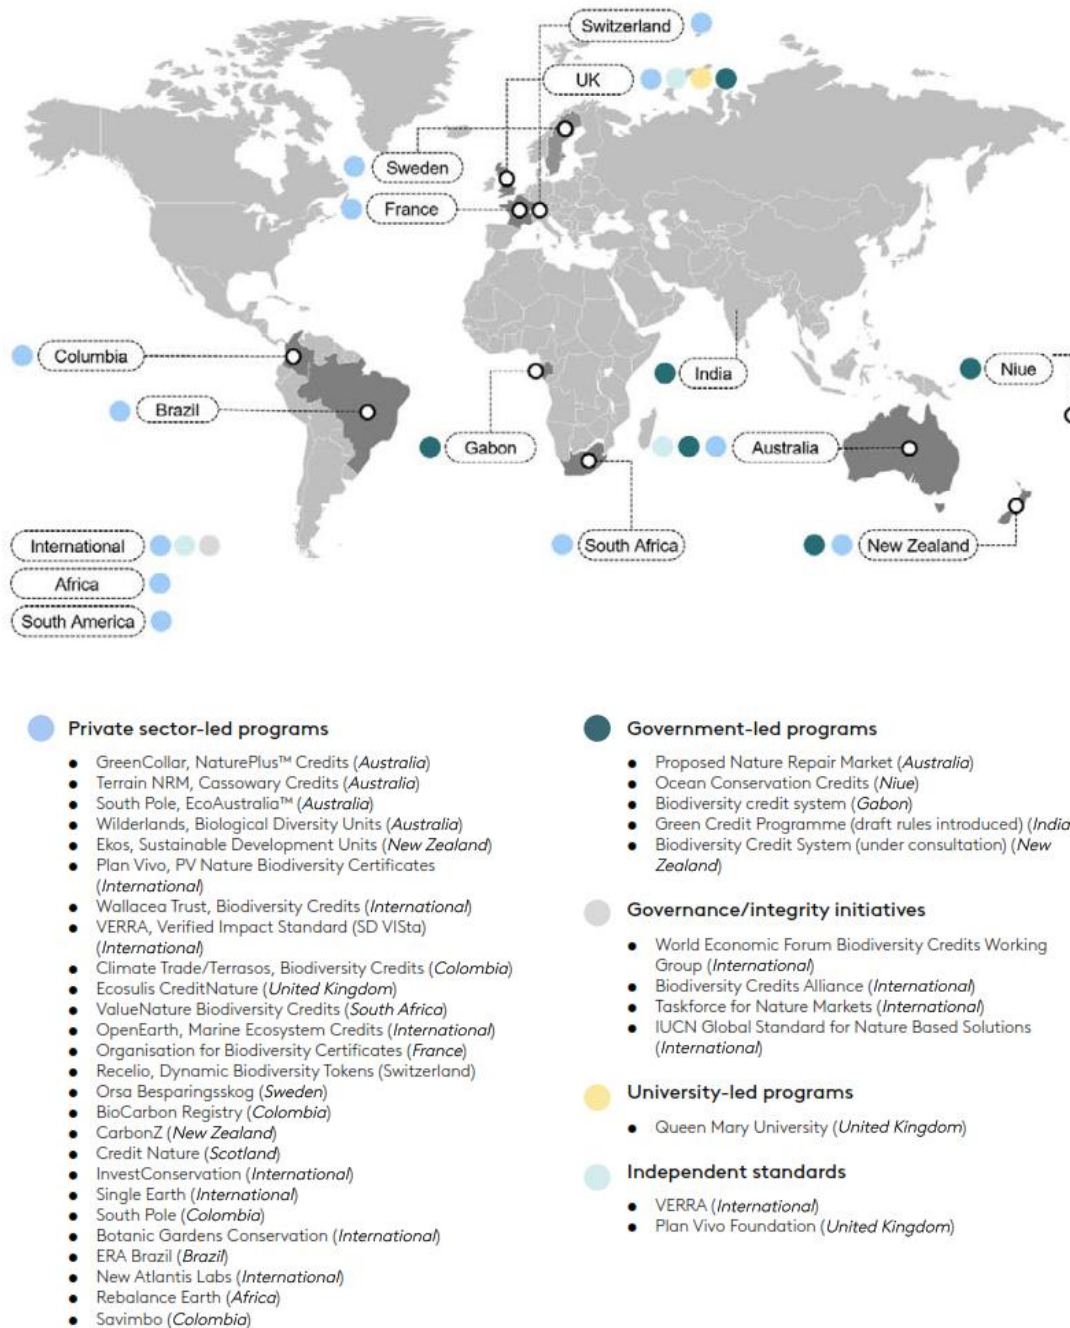 Switzerland
UK
Sweden
France
Columbia
Brazil
India
Niue
Gabon
Australia
South Africa
New Zealand
International
Africa
South America
Private sector-led programs
• GreenCollar, NaturePlus™ Credits (Australia)
• Terrain NRM, Cassowary Credits (Australia)
• South Pole, EcoAustralia™ (Australia)
• Wilderlands, Biological Diversity Units (Australia)
• Ekos, Sustainable Development Units (New Zealand)
• Plan Vivo, PV Nature Biodiversity Certificates
(International)
• Wallacea Trust, Biodiversity Credits (International)
• VERRA, Verified Impact Standard (SD VISta)
(International)
• Climate Trade/Terrasos, Biodiversity Credits (Colombia)
• Ecosulis CreditNature (United Kingdom)
• ValueNature Biodiversity Credits (South Africa)
• OpenEarth, Marine Ecosystem Credits (International)
• Organisation for Biodiversity Certificates (France)
• Recelio, Dynamic Biodiversity Tokens (Switzerland)
• Orsa Besparingsskog (Sweden)
• BioCarbon Registry (Colombia)
• CarbonZ (New Zealand)
• Credit Nature (Scotland)
• InvestConservation (International)
• Single Earth (International)
• South Pole (Colombia)
• Botanic Gardens Conservation (International)
• ERA Brazil (Brazil)
• New Atlantis Labs (International)
• Rebalance Earth (Africa)
• Savimbo (Colombia)
Government-led programs
• Proposed Nature Repair Market (Australia)
• Ocean Conservation Credits (Niue)
• Biodiversity credit system (Gabon)
• Green Credit Programme (draft rules introduced) (India
• Biodiversity Credit System (under consultation) (New
Zealand)
Governance/integrity initiatives
• World Economic Forum Biodiversity Credits Working
Group (International)
• Biodiversity Credits Alliance (International)
• Taskforce for Nature Markets (International)
• IUCN Global Standard for Nature Based Solutions
(International)
University-led programs
• Queen Mary University (United Kingdom)
Independent standards
• VERRA (International)
• Plan Vivo Foundation (United Kingdom)